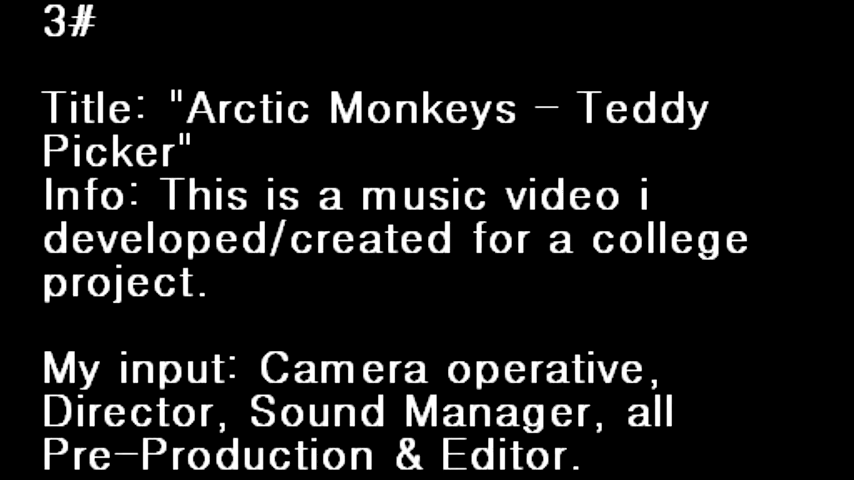 3#
Title: "Arctic Monkeys - Teddy
Picker"
Info: This is a music video i
developed/created for a college
project.
My input: Camera operative,
Director, Sound Manager, all
Pre-Production & Editor.